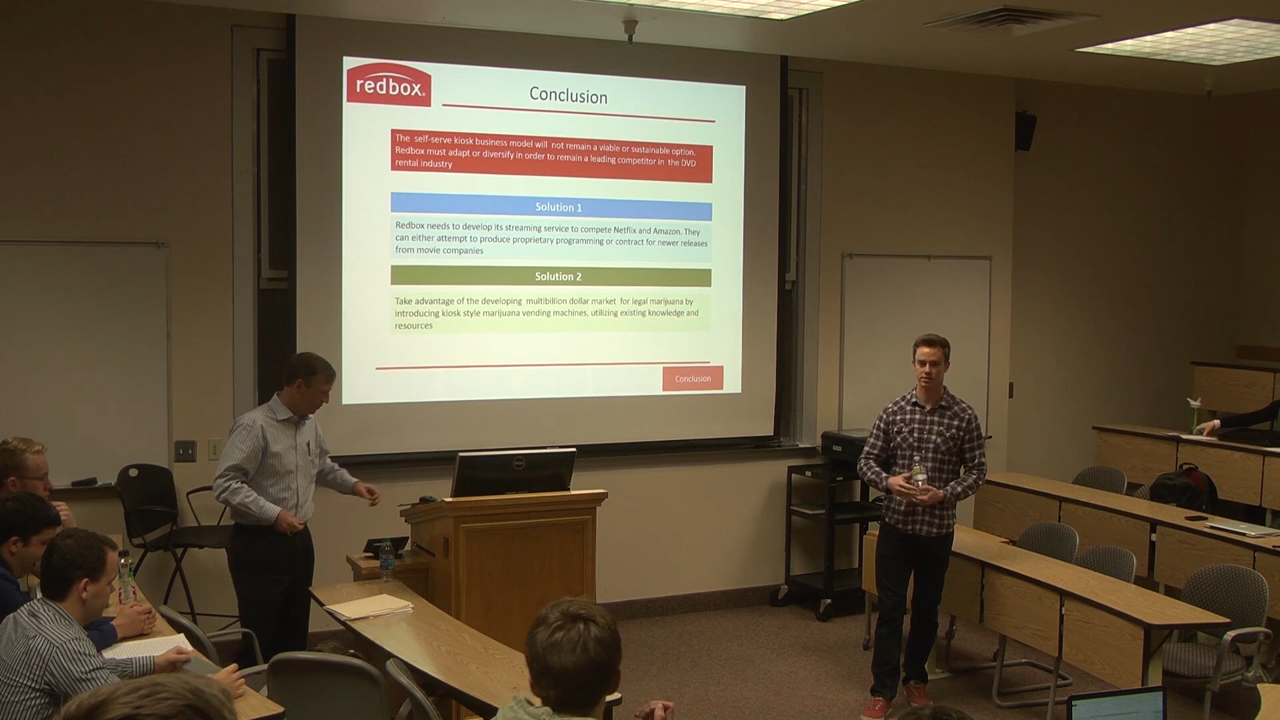 redbox.
Conclusion
The self-serve kiosk business model will not remain a viable or sustainable option.
Redbox must adapt or diversify in order to remain a leading competitor in the DVD
rental industry
Solution 1
Redbox needs to develop its streaming service to compete Netflix and Amazon. They
can either attempt to produce proprietary programming or contract for newer releases
from movie companies
Solution 2
Take advantage of the developing multibillion dollar market for legal marijuana by
introducing kiosk style marijuana vending machines, utilizing existing knowledge and
resources
Conclusion
DELL